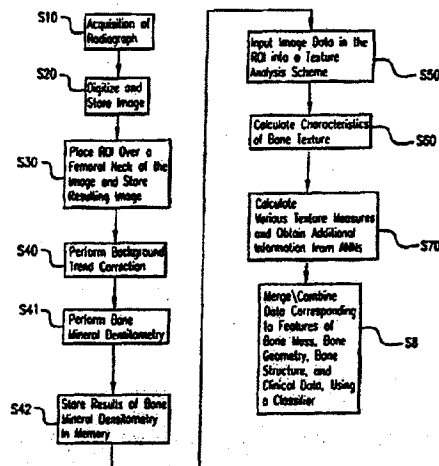 S10
Acquisition of
Radiograph
S20
Digitize and
Store Image
S30
Place ROI Over a
Femoral Neck of
the Image and Store
Resulting Image
S40
Perform Background
Trend Correction
S41
Perform Bone
Mineral Densitometry
S42
Store Results of Bone
Mineral Densitometry
In Memory
Input Image Data in the
ROI into a Texture
Analysis Scheme
S50
Calculate Characteristics
of Bone Texture
S60
Calculate
Various Texture Measures
and Obtain Additional
Information from ANNs
S70
Merge\Combine
Data Corresponding
to Features of
Bone Mass, Bone
Geometry, Bone
Structure, and
Clinical Data, Using
a Classifier
S8